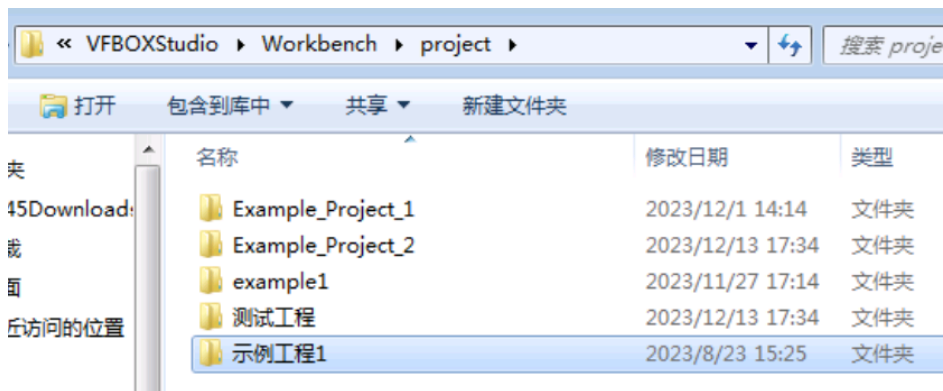 « VFBOXStudio ▸ Workbench ▸ project ▸ 搜索 proje
打开 包含到库中 ▼ 共享 ▼ 新建文件夹
名称 修改日期 类型
夹
45Downloads
Example_Project_1 2023/12/1 14:14 文件夹
载
Example_Project_2 2023/12/13 17:34 文件夹
面
example1 2023/11/27 17:14 文件夹
近访问的位置
测试工程 2023/12/13 17:34 文件夹
示例工程1 2023/8/23 15:25 文件夹